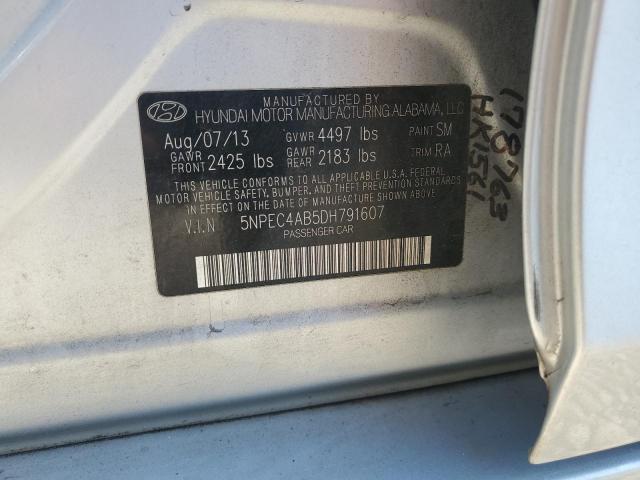 MANUFACTURED BY
HYUNDAI MOTOR MANUFACTURING ALABAMA, LLC
Aug/07/13 GVWR 4497 lbs PAINT SM
GAWR FRONT 2425 lbs GAWR REAR 2183 lbs TRIM RA
THIS VEHICLE CONFORMS TO ALL APPLICABLE U.S. FEDERAL
MOTOR VEHICLE SAFETY, BUMPER, AND THEFT PREVENTION STANDARDS
IN EFFECT ON THE DATE OF MANUFACTURE SHOWN ABOVE.
V.I.N 5NPEC4AB5DH791607
PASSENGER CAR
178763
HK1561